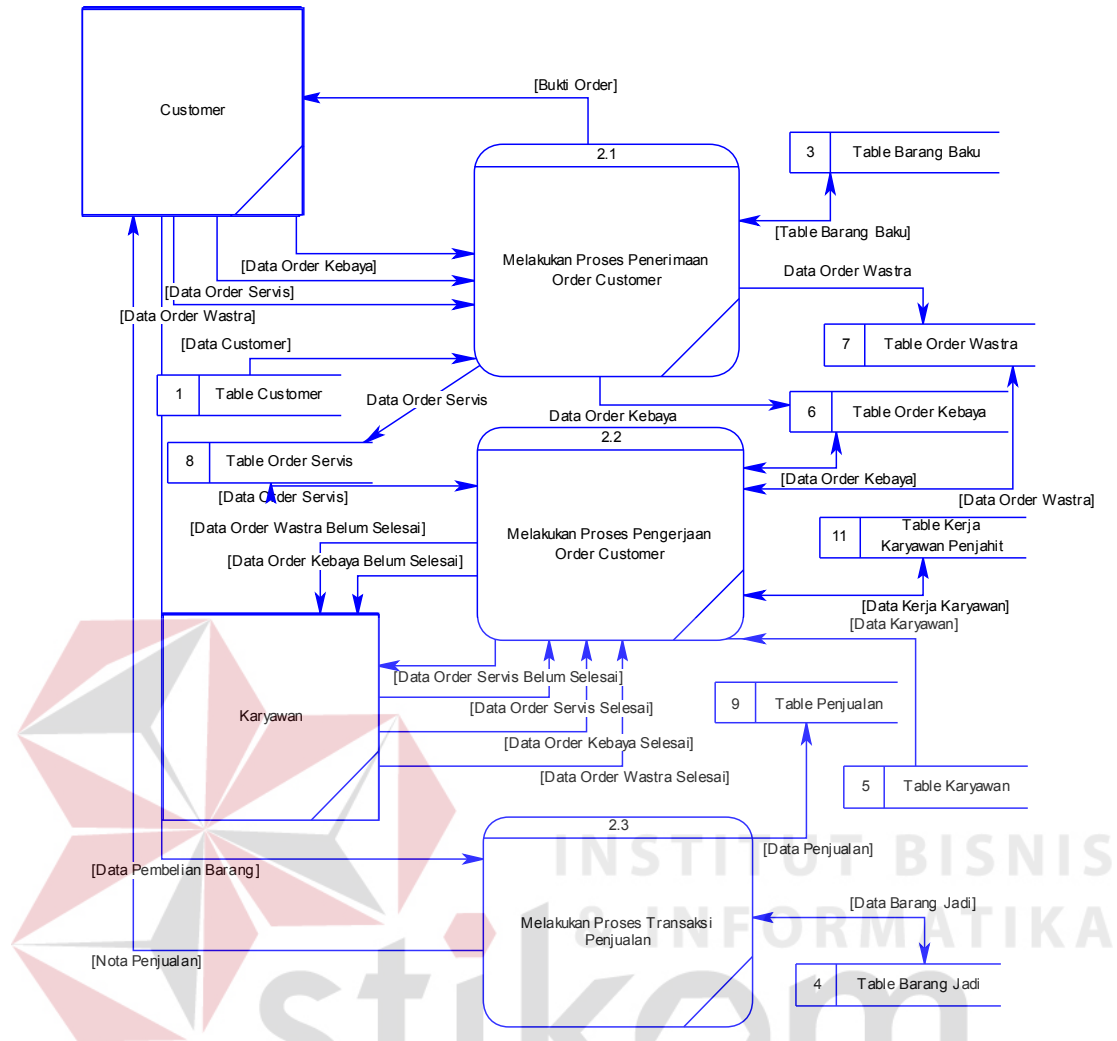 [Bukti Order]
Customer
2.1
3
Table Barang Baku
Melakukan Proses Penerimaan
Order Customer
[Table Barang Baku]
[Data Order Kebaya]
Data Order Wastra
[Data Order Servis]
[Data Order Wastra]
[Data Customer]
7
Table Order Wastra
1
Table Customer
Data Order Servis
Data Order Kebaya
6
Table Order Kebaya
2.2
8
Table Order Servis
[Data Order Kebaya]
[Data Order Servis]
[Data Order Wastra]
[Data Order Wastra Belum Selesai]
Melakukan Proses Pengerjaan
Order Customer
11
Table Kerja
Karyawan Penjahit
[Data Order Kebaya Belum Selesai]
[Data Kerja Karyawan]
[Data Karyawan]
[Data Order Servis Belum Selesai]
Karyawan
[Data Order Servis Selesai]
9
Table Penjualan
[Data Order Kebaya Selesai]
[Data Order Wastra Selesai]
5
Table Karyawan
2.3
[Data Penjualan]
[Data Pembelian Barang]
INSTITUT BISNIS
& INFORMATIKA
[Data Barang Jadi]
Melakukan Proses Transaksi
Penjualan
[Nota Penjualan]
4
Table Barang Jadi
stikom